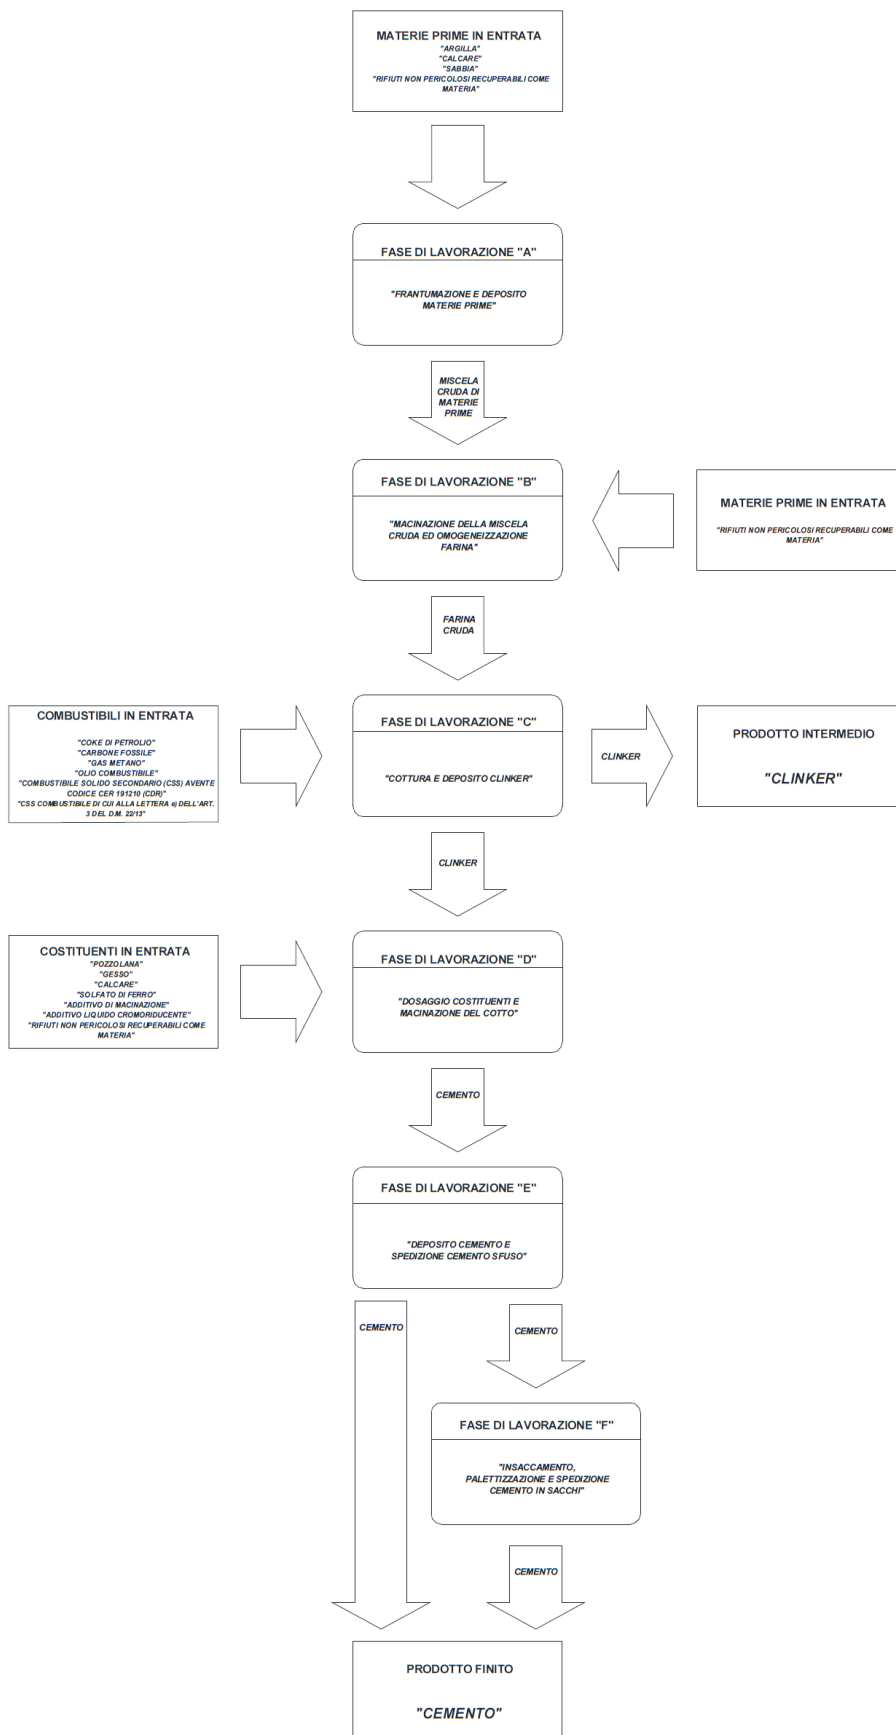 MATERIE PRIME IN ENTRATA
"ARGILLA"
"CALCARE"
"SABBIA"
"RIFIUTI NON PERICOLOSI RECUPERABILI COME
MATERIA"
FASE DI LAVORAZIONE "A"
"FRANTUMAZIONE E DEPOSITO
MATERIE PRIME"
MISCELA
CRUDA DI
MATERIE
PRIME
FASE DI LAVORAZIONE "B"
"MACINAZIONE DELLA MISCELA
CRUDA ED OMOGENEIZZAZIONE
FARINA"
MATERIE PRIME IN ENTRATA
"RIFIUTI NON PERICOLOSI RECUPERABILI COME
MATERIA"
FARINA
CRUDA
COMBUSTIBILI IN ENTRATA
"COKE DI PETROLIO"
"CARBONE FOSSILE"
"GAS METANO"
"OLIO COMBUSTIBILE"
"COMBUSTIBILE SOLIDO SECONDARIO (CSS) AVENTE
CODICE CER 191210 (CDR)"
"CSS COMBUSTIBILE DI CUI ALLA LETTERA e) DELL'ART.
3 DEL D.M. 22/13"
FASE DI LAVORAZIONE "C"
"COTTURA E DEPOSITO CLINKER"
CLINKER
PRODOTTO INTERMEDIO
"CLINKER"
CLINKER
COSTITUENTI IN ENTRATA
"POZZOLANA"
"GESSO"
"CALCARE"
"SOLFATO DI FERRO"
"ADDITIVO DI MACINAZIONE"
"ADDITIVO LIQUIDO CROMORIDUCENTE"
"RIFIUTI NON PERICOLOSI RECUPERABILI COME
MATERIA"
FASE DI LAVORAZIONE "D"
"DOSAGGIO COSTITUENTI E
MACINAZIONE DEL COTTO"
CEMENTO
FASE DI LAVORAZIONE "E"
"DEPOSITO CEMENTO E
SPEDIZIONE CEMENTO SFUSO"
CEMENTO
CEMENTO
FASE DI LAVORAZIONE "F"
"INSACCAMENTO,
PALETTIZZAZIONE E SPEDIZIONE
CEMENTO IN SACCHI"
CEMENTO
PRODOTTO FINITO
"CEMENTO"